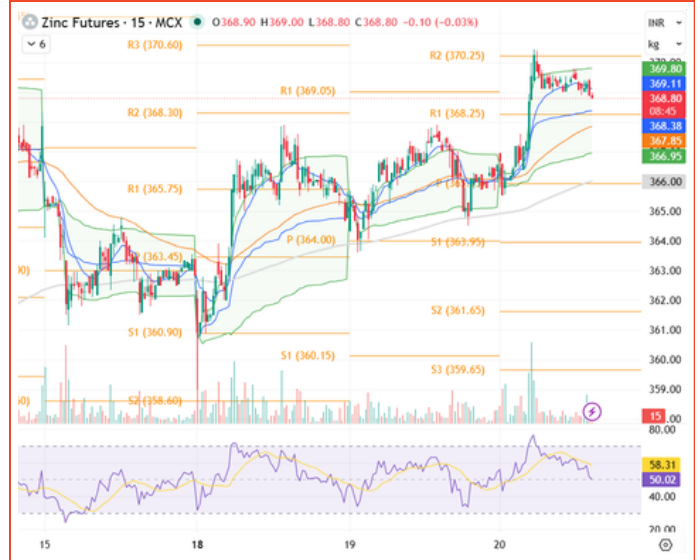 Zinc Futures · 15 · MCX O368.90 H369.00 L368.80 C368.80 −0.10 (−0.03%)
INR
kg
6
R3 (370.60)
R2 (370.25)
369.80
R1 (369.05)
369.11
368.80
08:45
R2 (368.30)
R1 (368.25)
368.38
367.85
366.95
366.00
R1 (365.75)
365.00
P (364.00)
S1 (363.95)
364.00
(363.45)
363.00
362.00
S2 (361.65)
361.00
S1 (360.90)
S1 (360.15)
360.00
S3 (359.65)
359.00
S2 (358.60)
15
80.00
58.31
50.02
40.00
20.00
15 18 19 20